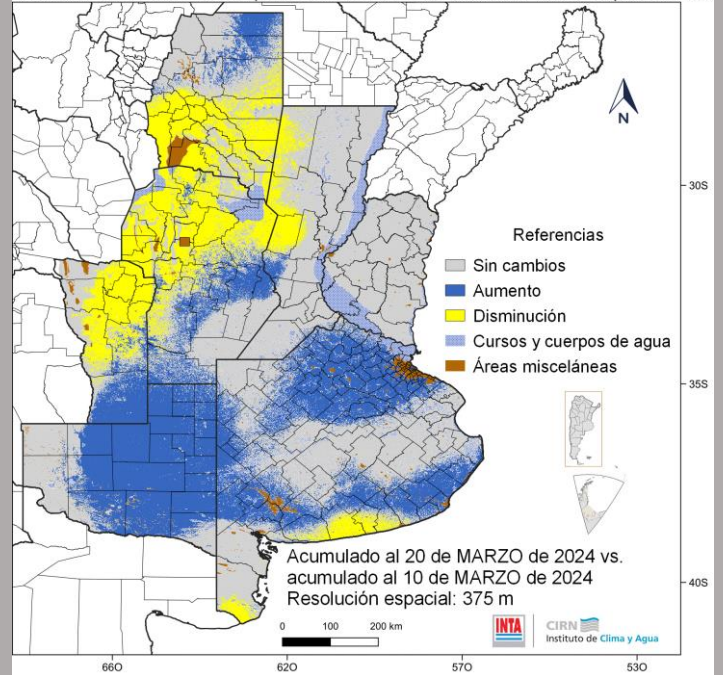 N
30S
Referencias
Sin cambios
Aumento
Disminución
Cursos y cuerpos de agua
Áreas misceláneas
35S
Acumulado al 20 de MARZO de 2024 vs.
acumulado al 10 de MARZO de 2024
Resolución espacial: 375 m
40S
0 100 200 km
INTA
CIRN
Instituto de Clima y Agua
66O 62O 57O 53O